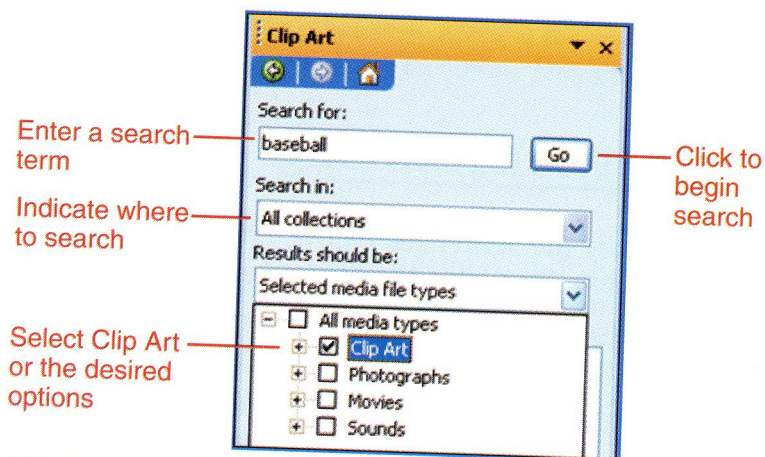 Clip Art
Search for:
Enter a search
term
baseball
Go
Click to
begin
search
Search in:
Indicate where
to search
All collections
Results should be:
Selected media file types
All media types
Select Clip Art
or the desired
options
Clip Art
Photographs
Movies
Sounds